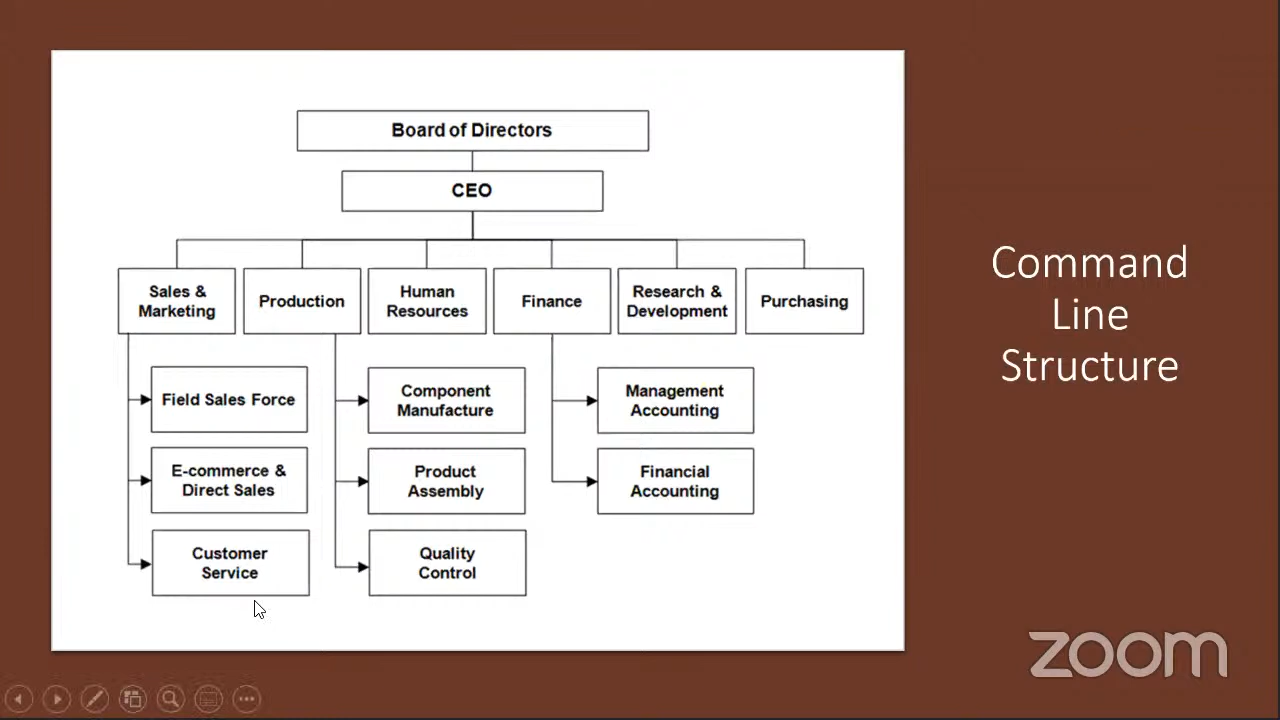 Board of Directors
CEO
Sales &
Marketing
Production
Human
Resources
Finance
Research &
Development
Purchasing
Field Sales Force
E-commerce &
Direct Sales
Customer
Service
Component
Manufacture
Product
Assembly
Quality
Control
Management
Accounting
Financial
Accounting
Command
Line
Structure
zoom